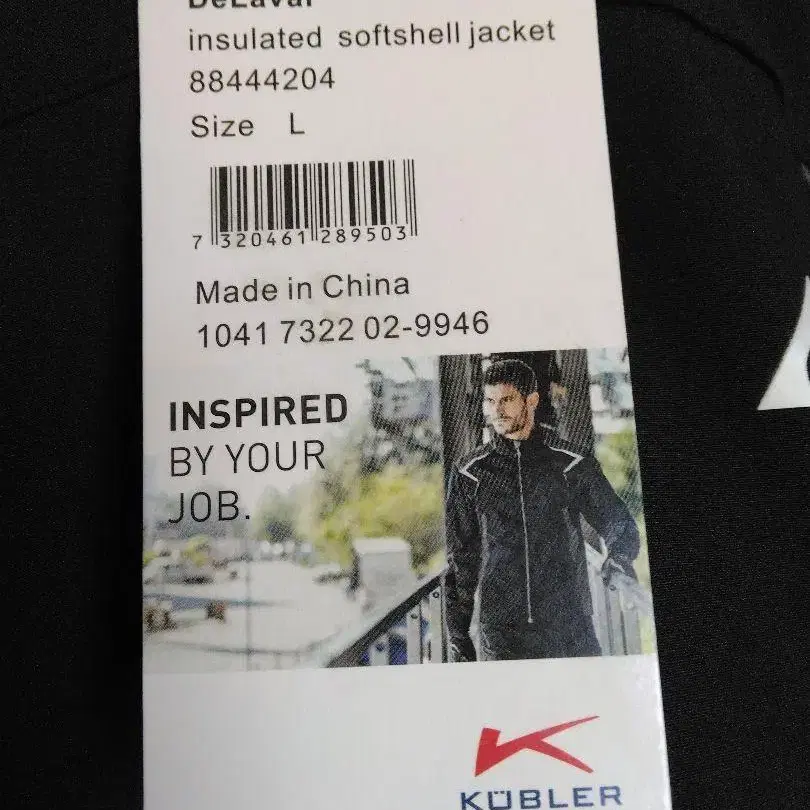 DeLaval
insulated softshell jacket
88444204
Size L
7 320461 289503
Made in China
1041 7322 02-9946
INSPIRED
BY YOUR
JOB.
KÜBLER